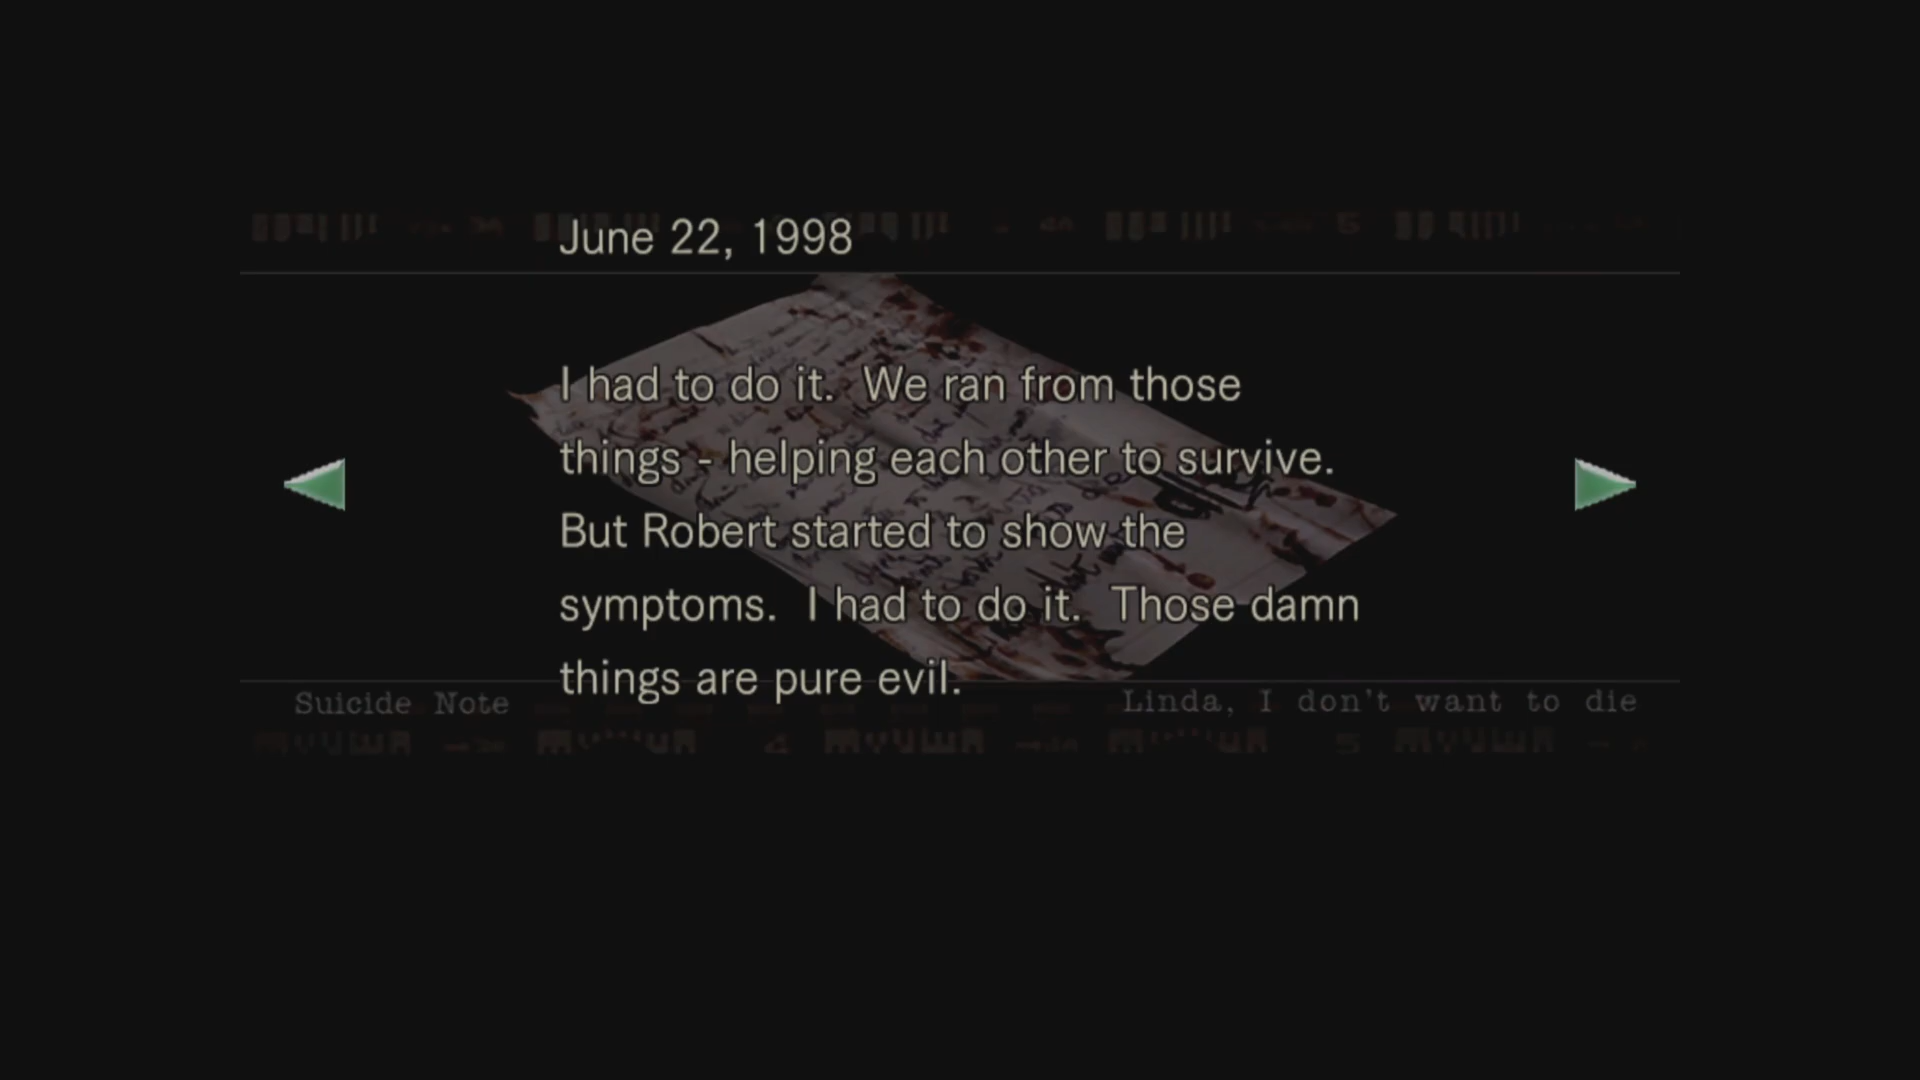 June 22, 1998
I had to do it.  We ran from those
things - helping each other to survive.
But Robert started to show the
symptoms.  I had to do it.  Those damn
things are pure evil.
Suicide Note
Linda, I don't want to die